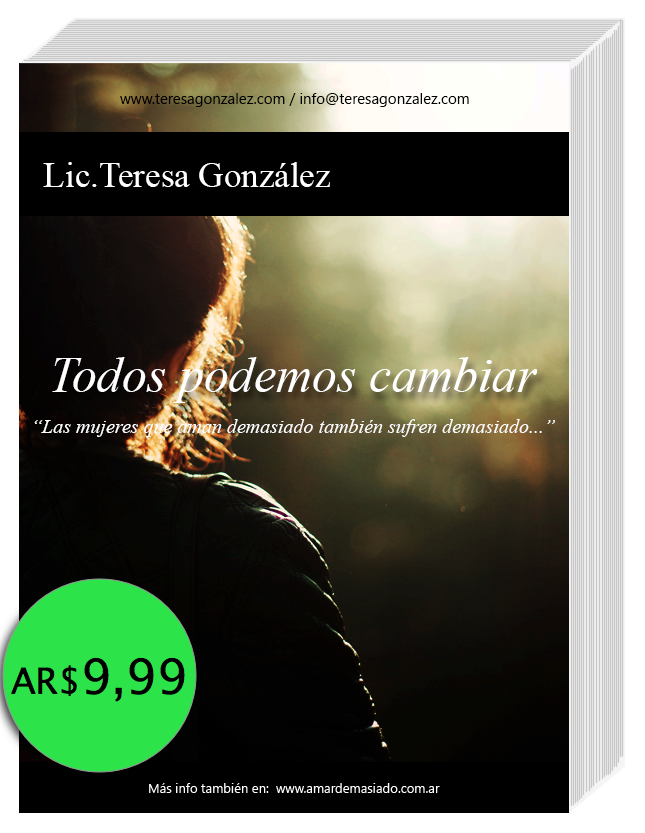 www.teresagonzalez.com / info@teresagonzalez.com
Lic.Teresa González
Todos podemos cambiar
“Las mujeres que aman demasiado también sufren demasiado...”
AR$9,99
Más info también en: www.amardemasiado.com.ar